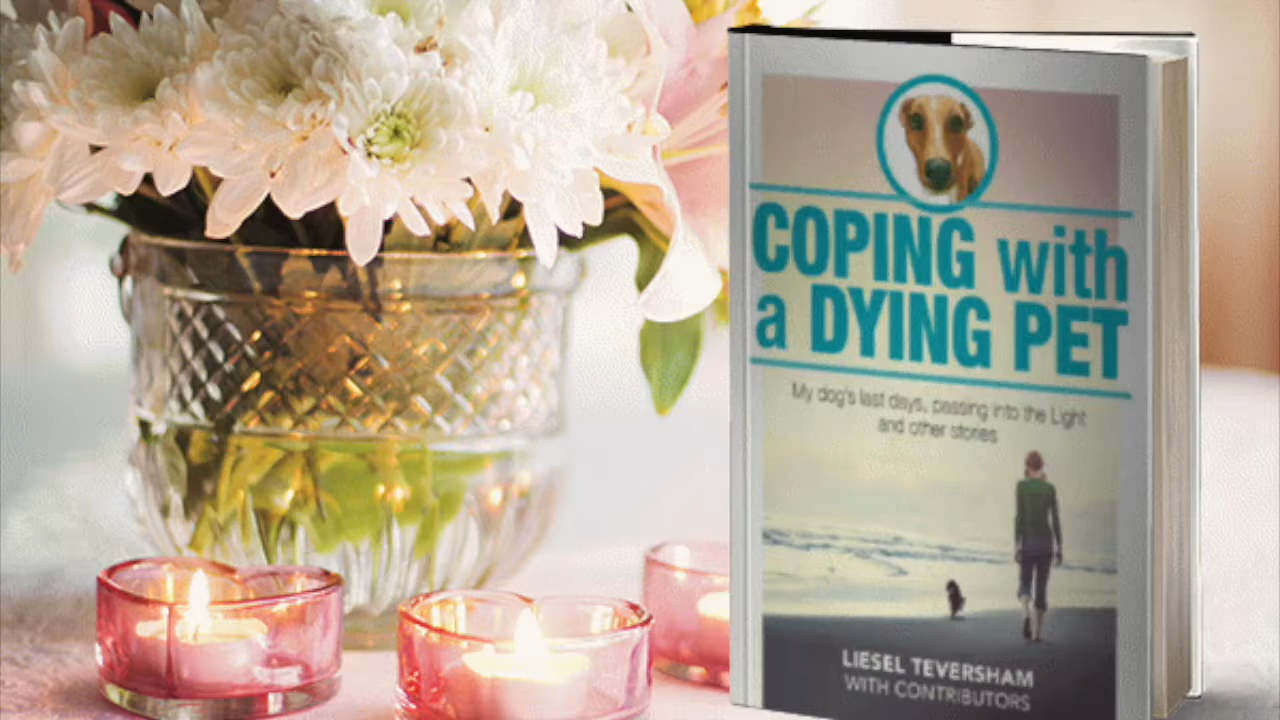 COPING with
a DYING PET
My dog's last days, passing into the Light
and other stories
LIESEL TEVERSHAM
WITH CONTRIBUTORS